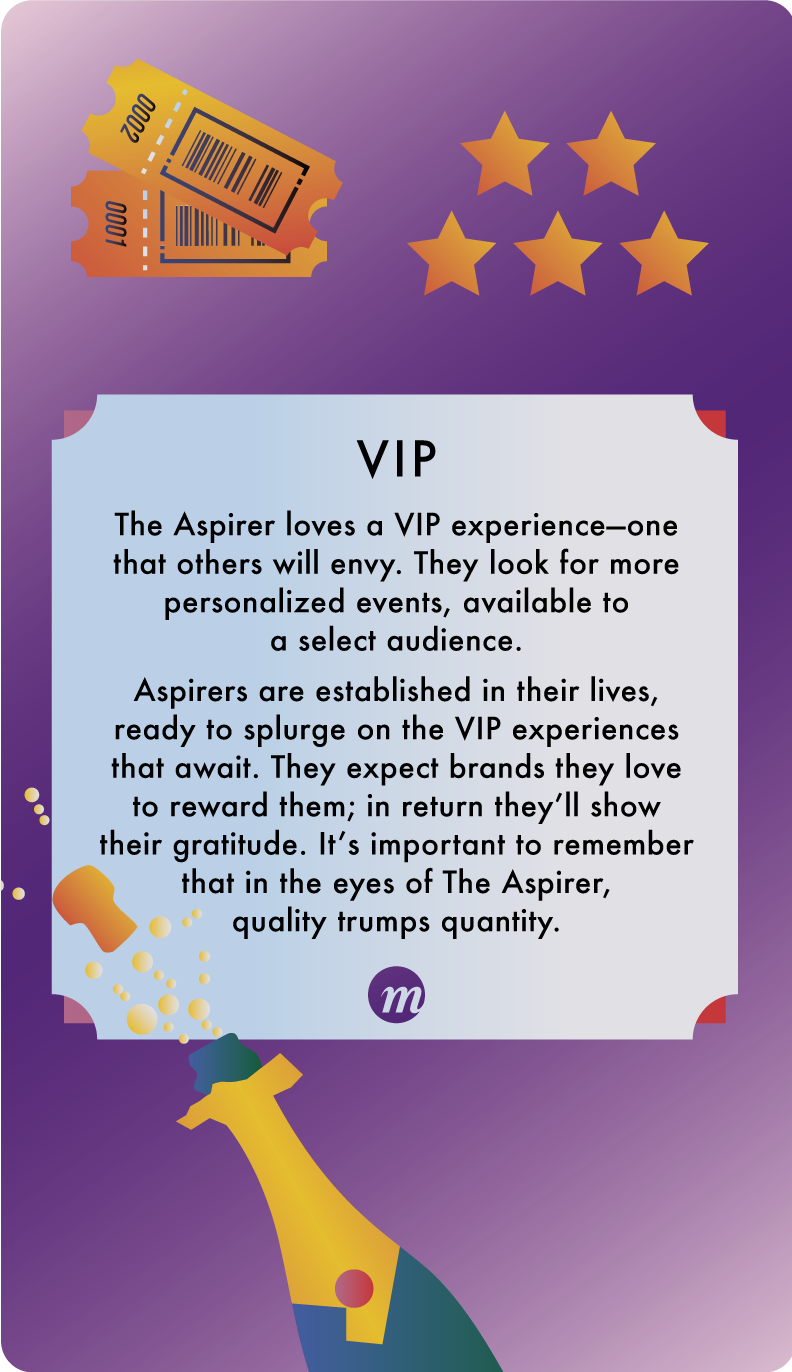 0002
0001
VIP
The Aspirer loves a VIP experience—one
that others will envy. They look for more
personalized events, available to
a select audience.
Aspirers are established in their lives,
ready to splurge on the VIP experiences
that await. They expect brands they love
to reward them; in return they’ll show
their gratitude. It’s important to remember
that in the eyes of The Aspirer,
quality trumps quantity.
m